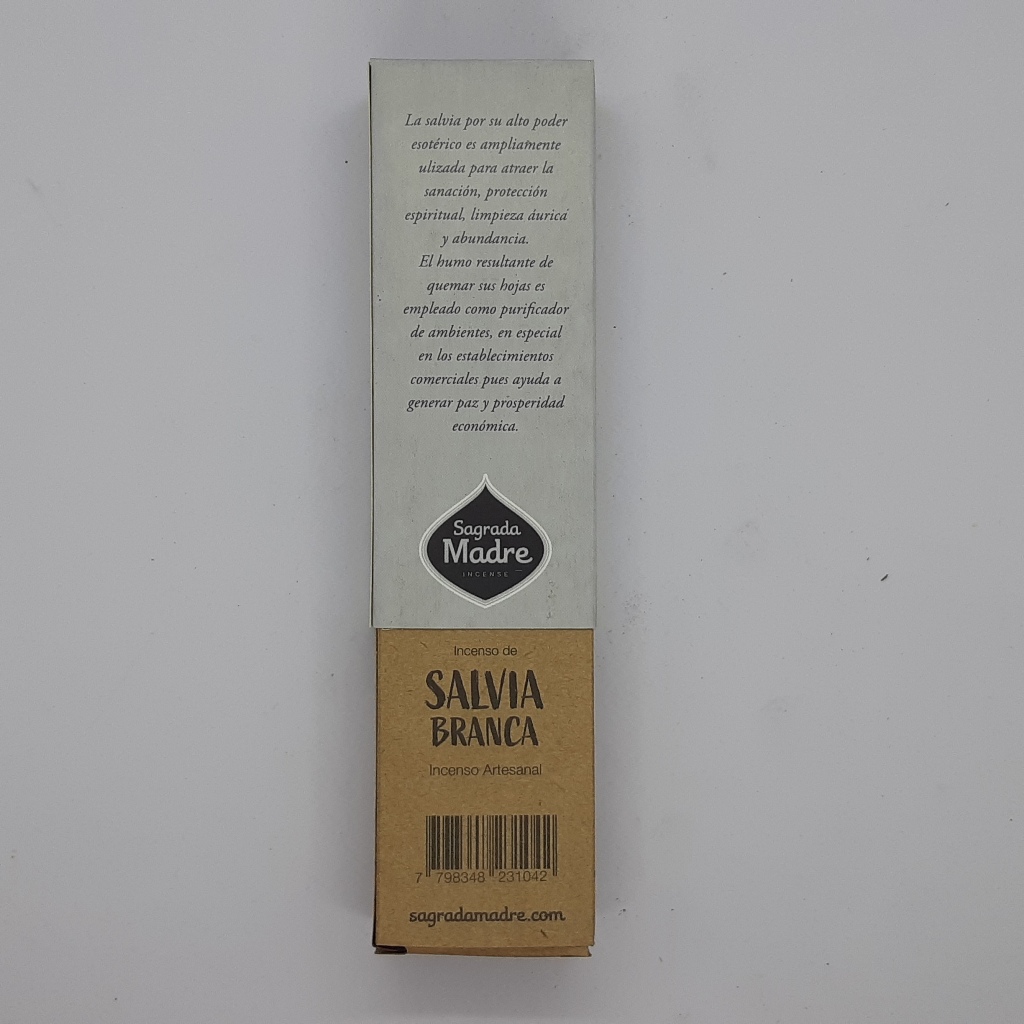 La salvia por su alto poder
esotérico es ampliamente
ulizada para atraer la
sanación, protección
espiritual, limpieza áurica
y abundancia.
El humo resultante de
quemar sus hojas es
empleado como purificador
de ambientes, en especial
en los establecimientos
comerciales pues ayuda a
generar paz y prosperidad
económica.
Sagrada
Madre
INCENSE
Incenso de
SALVIA
BRANCA
Incenso Artesanal
7 798348 231042
sagradamadre.com